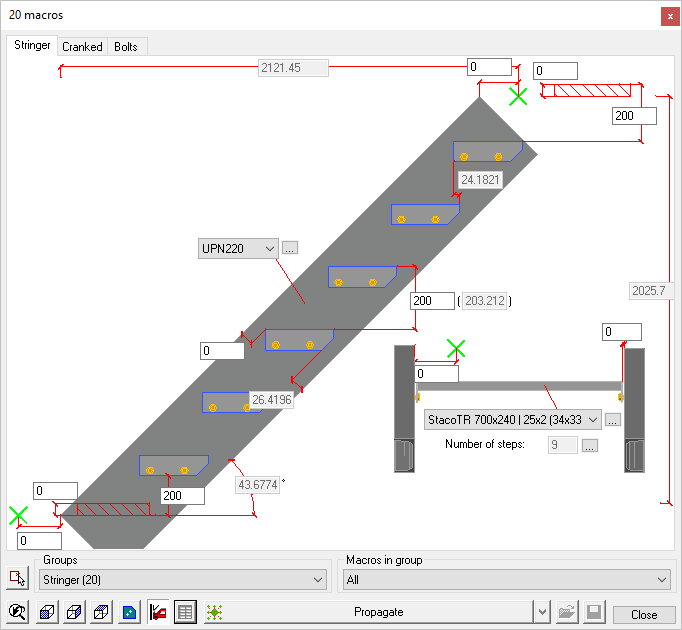 20 macros
x
Stringer Cranked Bolts
2121.45
0
0
200
24.1821
UPN220
...
2025.7
200 ( 203.212 )
0
0
0
26.4196
StacoTR 700x240 | 25x2 (34x33
...
Number of steps: 9 ...
43.6774 °
0
200
0
Groups
Macros in group
Stringer (20)
All
Propagate
Close